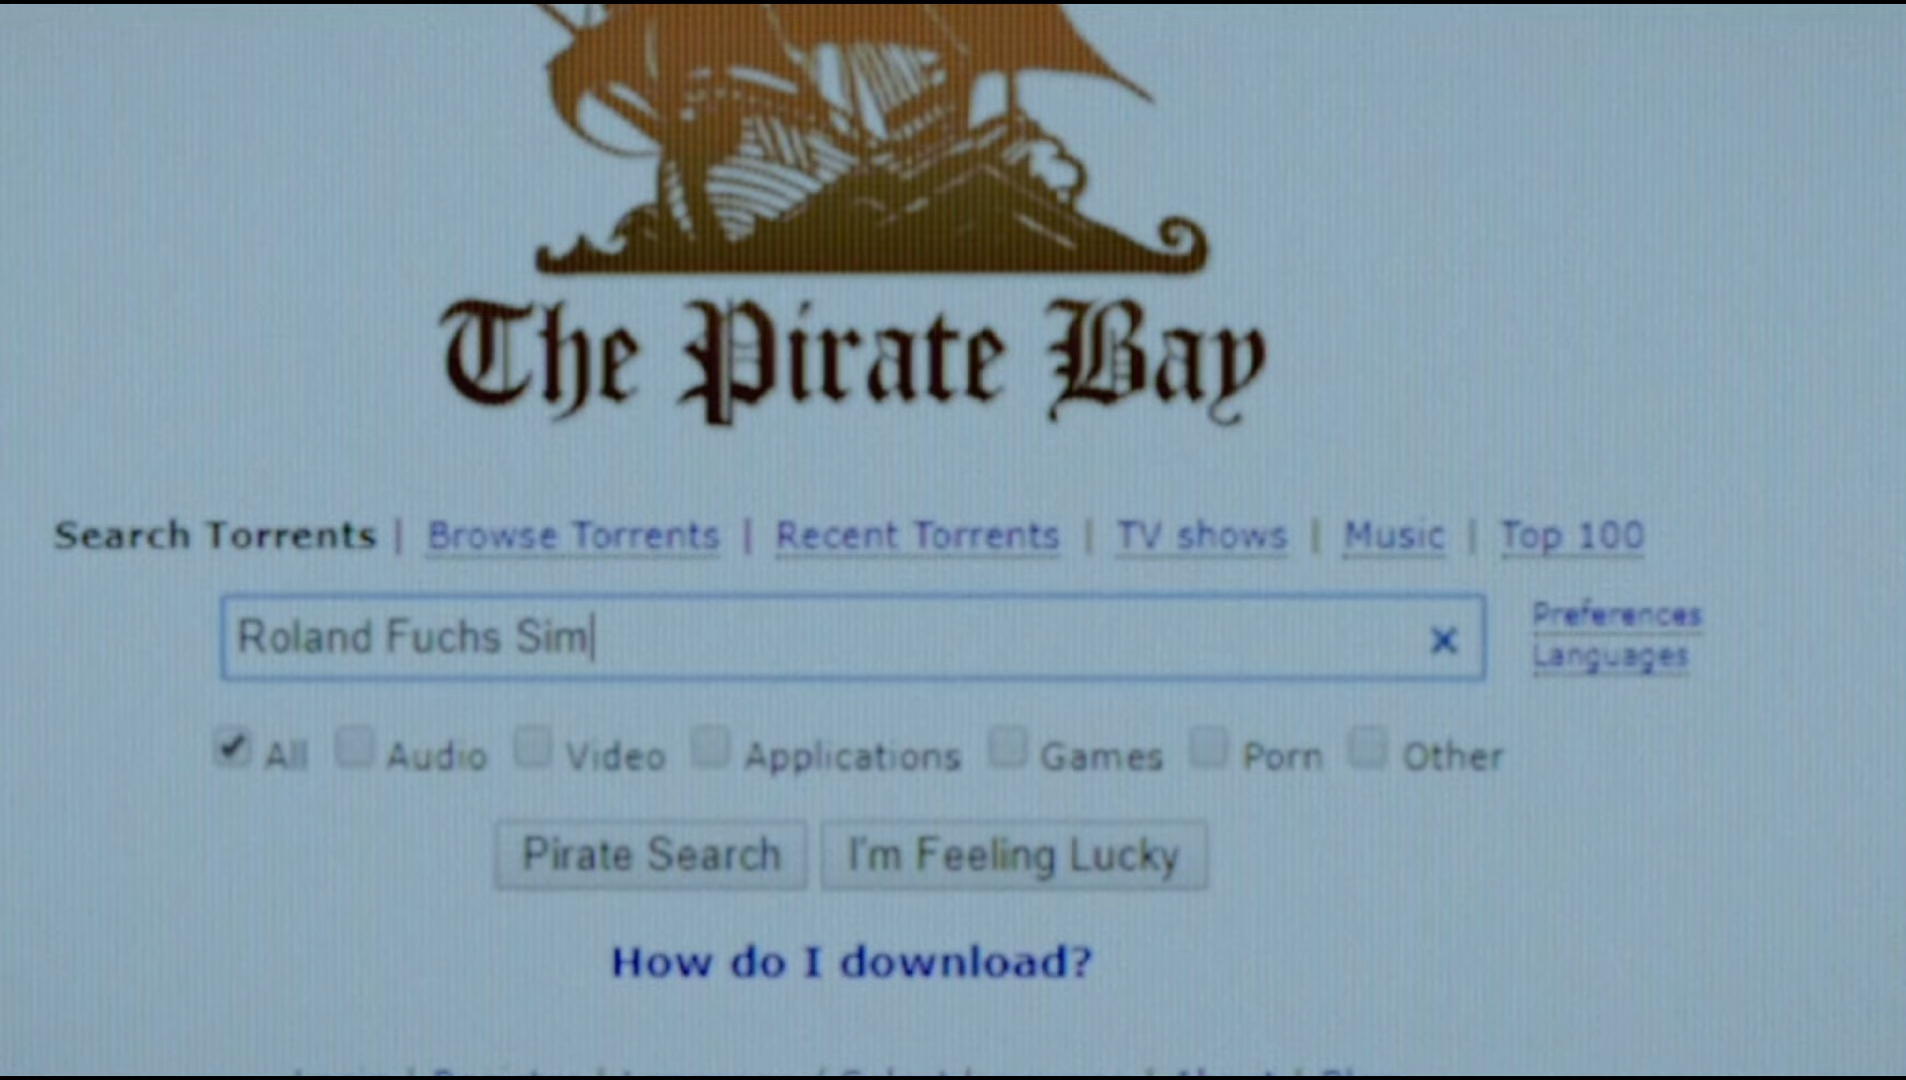 The Pirate Bay
Search Torrents | Browse Torrents | Recent Torrents | TV shows | Music | Top 100
Roland Fuchs Sim
Preferences
Languages
All Audio Video Applications Games Porn Other
Pirate Search I'm Feeling Lucky
How do I download?